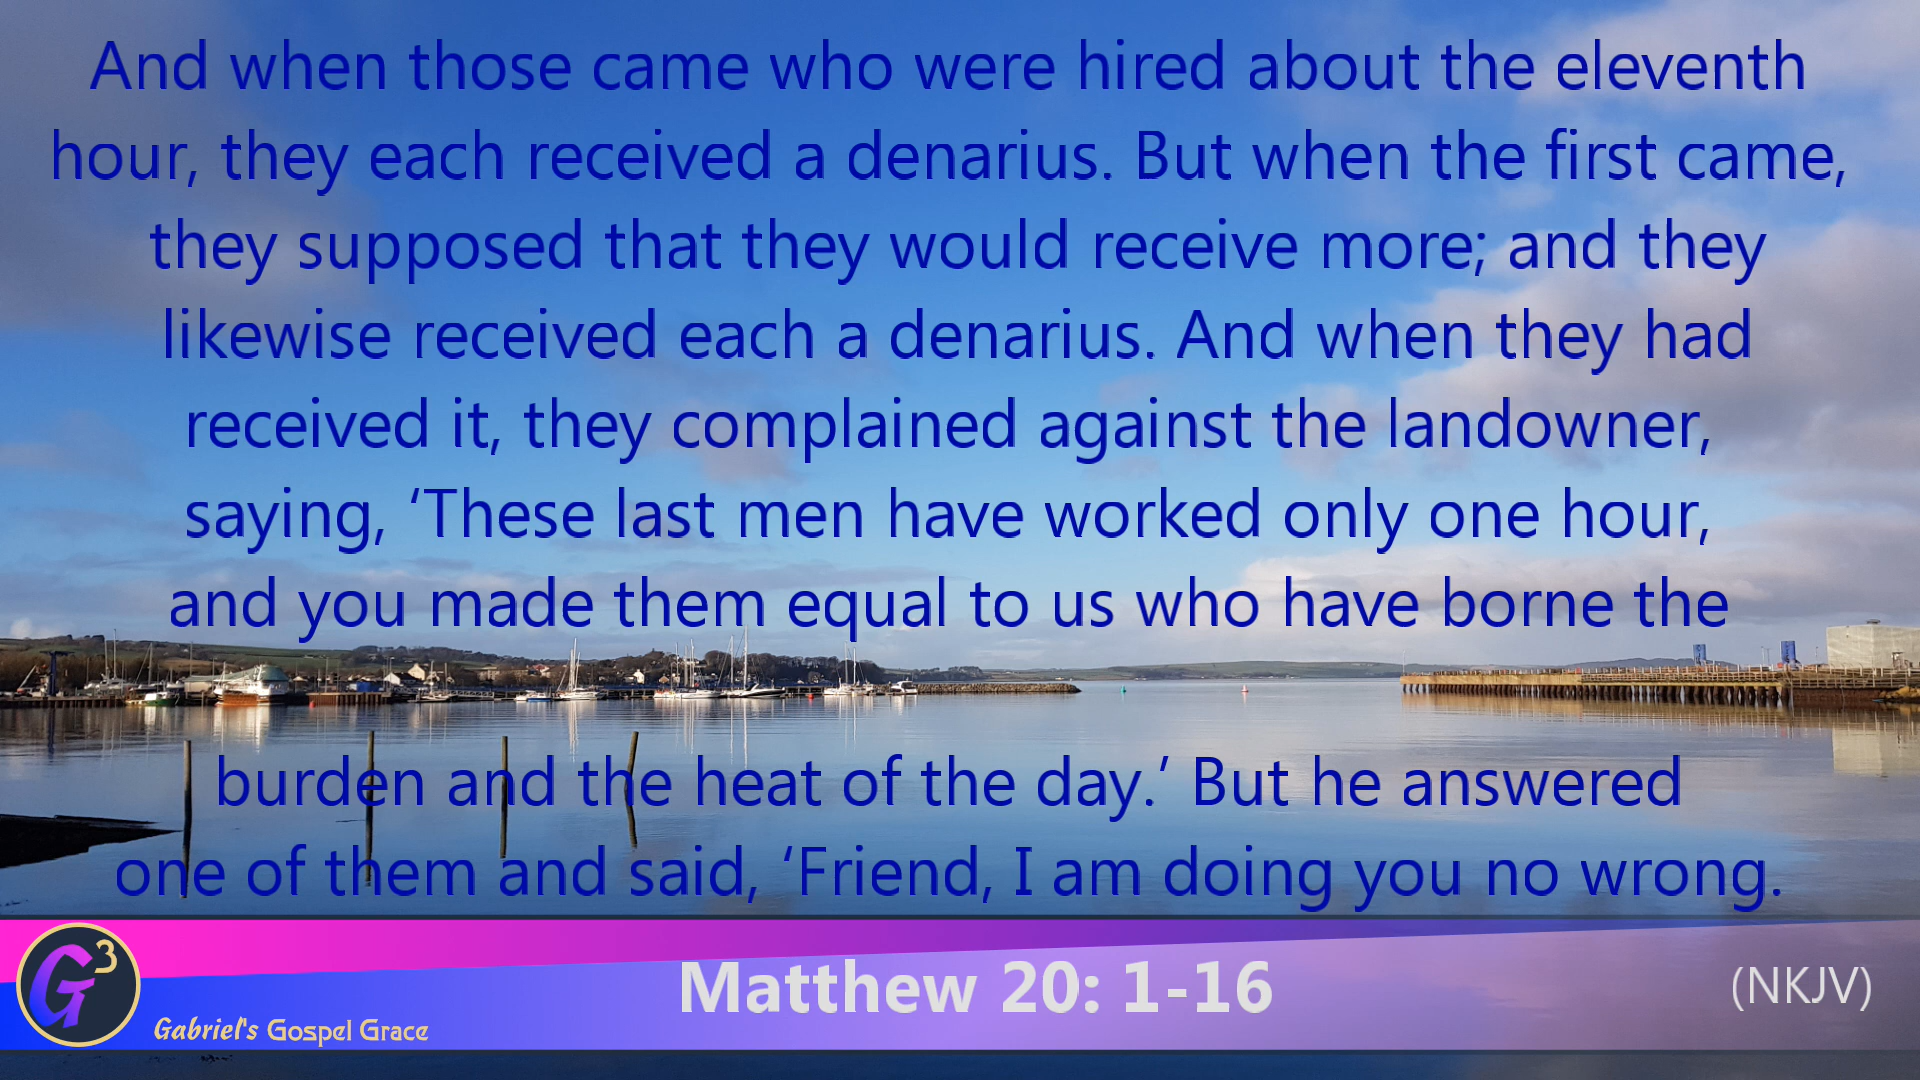 And when those came who were hired about the eleventh
hour, they each received a denarius. But when the first came,
they supposed that they would receive more; and they
likewise received each a denarius. And when they had
received it, they complained against the landowner,
saying, ‘These last men have worked only one hour,
and you made them equal to us who have borne the
burden and the heat of the day.’ But he answered
one of them and said, ‘Friend, I am doing you no wrong.
Matthew 20: 1-16
(NKJV)
G3
Gabriel's Gospel Grace